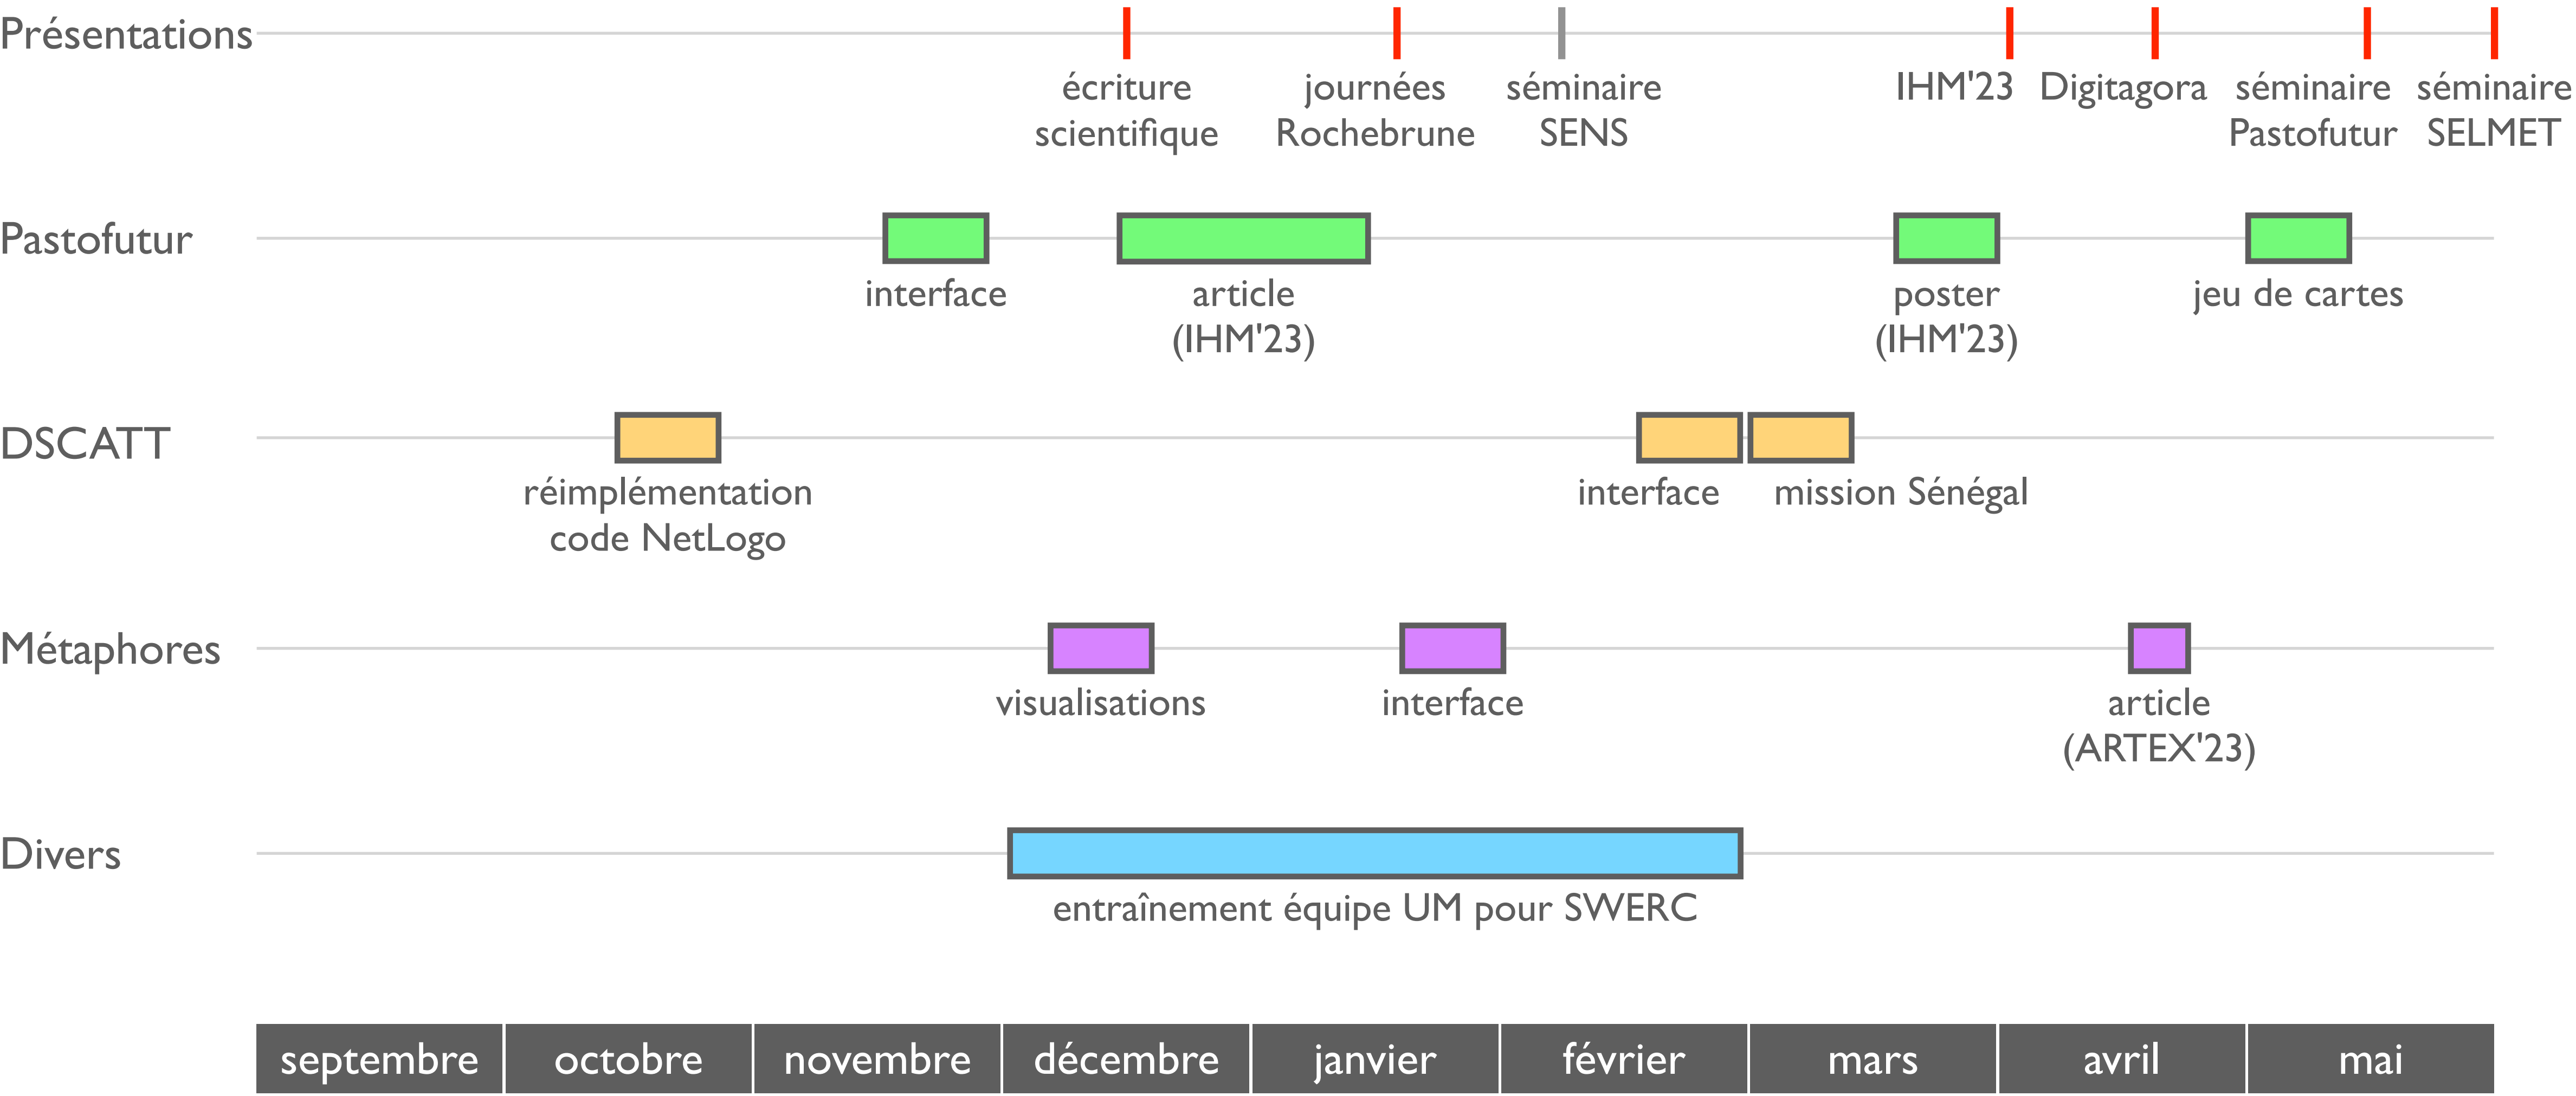 Présentations
écriture
scientifique
journées
Rochebrune
séminaire
SENS
IHM'23
Digitagora
séminaire
Pastofutur
séminaire
SELMET
Pastofutur
interface
article
(IHM'23)
poster
(IHM'23)
jeu de cartes
DSCATT
réimplémentation
code NetLogo
interface
mission Sénégal
Métaphores
visualisations
interface
article
(ARTEX'23)
Divers
entraînement équipe UM pour SWERC
septembre
octobre
novembre
décembre
janvier
février
mars
avril
mai